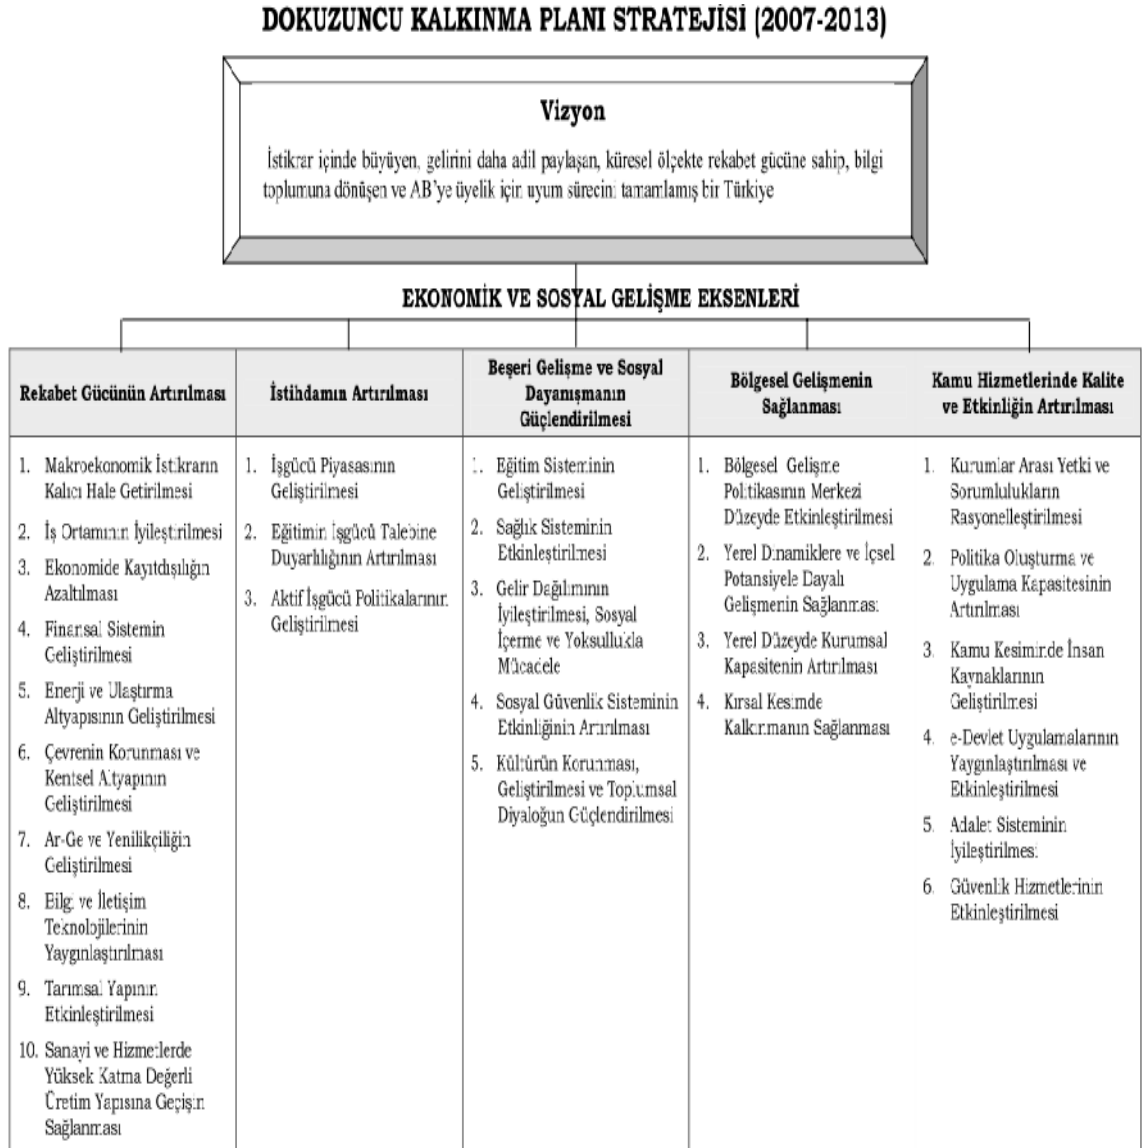 DOKUZUNCU KALKINMA PLANI STRATEJİSİ (2007-2013)
Vizyon
İstikrar içinde büyüyen, gelirini daha adil paylaşan, küresel ölçekte rekabet gücüne sahip, bilgi
toplumuna dönüşen ve AB'ye üyelik için uyum sürecini tamamlamış bir Türkiye
EKONOMİK VE SOSYAL GELİŞME EKSENLERİ
Rekabet Gücünün Artırılması
1. Makroekonomik İstikrarın
Kalıcı Hale Getirilmesi
2. İş Ortamının İyileştirilmesi
3. Ekonomide Kayıtdışılığın
Azaltılması
4. Finansal Sistemin
Geliştirilmesi
5. Enerji ve Ulaştırma
Altyapısının Geliştirilmesi
6. Çevrenin Korunması ve
Kentsel Altyapının
Geliştirilmesi
7. Ar-Ge ve Yenilikçiliğin
Geliştirilmesi
8. Bilgi ve İletişim
Teknolojilerinin
Yaygınlaştırılması
9. Tarımsal Yapının
Etkinleştirilmesi
10. Sanayi ve Hizmetlerde
Yüksek Katma Değerli
Üretim Yapısına Geçişin
Sağlanması
İstihdamın Artırılması
1. İşgücü Piyasasının
Geliştirilmesi
2. Eğitimin İşgücü Talebine
Duyarlılığının Artırılması
3. Aktif İşgücü Politikalarının
Geliştirilmesi
Beşeri Gelişme ve Sosyal
Dayanışmanın
Güçlendirilmesi
1. Eğitim Sisteminin
Geliştirilmesi
2. Sağlık Sisteminin
Etkinleştirilmesi
3. Gelir Dağılımının
İyileştirilmesi, Sosyal
İçerme ve Yoksullukla
Mücadele
4. Sosyal Güvenlik Sisteminin
Etkinliğinin Artırılması
5. Kültürün Korunması,
Geliştirilmesi ve Toplumsal
Diyaloğun Güçlendirilmesi
Bölgesel Gelişmenin
Sağlanması
1. Bölgesel Gelişme
Politikasının Merkezi
Düzeyde Etkinleştirilmesi
2. Yerel Dinamiklere ve İçsel
Potansiyele Dayalı
Gelişmenin Sağlanması
3. Yerel Düzeyde Kurumsal
Kapasitenin Artırılması
4. Kırsal Kesimde
Kalkınmanın Sağlanması
Kamu Hizmetlerinde Kalite
ve Etkinliğin Artırılması
1. Kurumlar Arası Yetki ve
Sorumlulukların
Rasyonelleştirilmesi
2. Politika Oluşturma ve
Uygulama Kapasitesinin
Artırılması
3. Kamu Kesiminde İnsan
Kaynaklarının
Geliştirilmesi
4. e-Devlet Uygulamalarının
Yaygınlaştırılması ve
Etkinleştirilmesi
5. Adalet Sisteminin
İyileştirilmesi
6. Güvenlik Hizmetlerinin
Etkinleştirilmesi